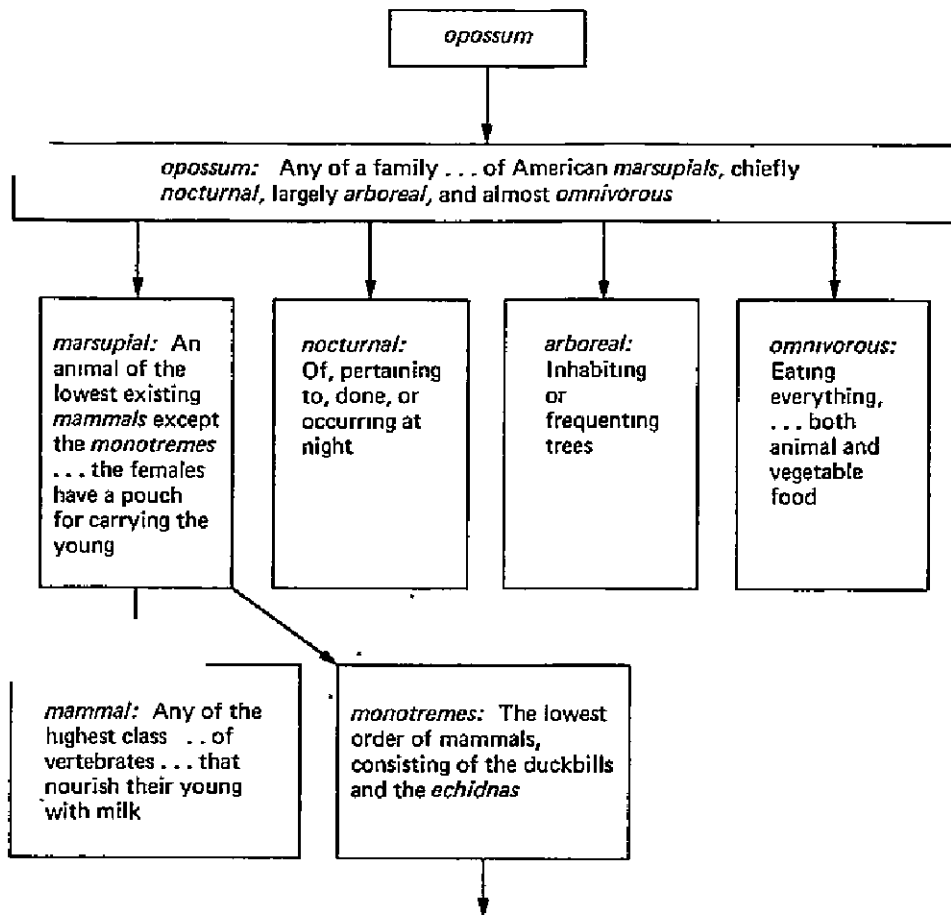 opossum
opossum: Any of a family ... of American marsupials, chiefly
nocturnal, largely arboreal, and almost omnivorous
marsupial: An
animal of the
lowest existing
mammals except
the monotremes
... the females
have a pouch
for carrying the
young
nocturnal:
Of, pertaining
to, done, or
occurring at
night
arboreal:
Inhabiting
or
frequenting
trees
omnivorous:
Eating
everything,
... both
animal and
vegetable
food
mammal: Any of the
highest class .. of
vertebrates ... that
nourish their young
with milk
monotremes: The lowest
order of mammals,
consisting of the duckbills
and the echidnas